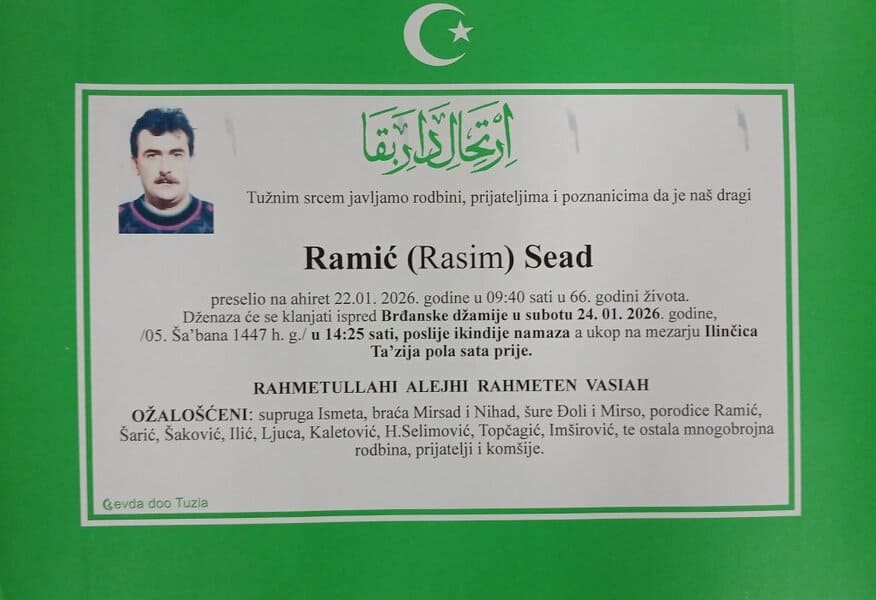 اِرْتِحَالِ دَارِ بَقَا
Tužnim srcem javljamo rodbini, prijateljima i poznanicima da je naš dragi
Ramić (Rasim) Sead
preselio na ahiret 22.01. 2026. godine u 09:40 sati u 66. godini života.
Dženaza će se klanjati ispred Brđanske džamije u subotu 24. 01. 2026. godine,
/05. Ša'bana 1447 h. g./ u 14:25 sati, poslije ikindije namaza a ukop na mezarju Ilinčica
Ta'zija pola sata prije.
RAHMETULLAHI ALEJHI RAHMETEN VASIAH
OŽALOŠĆENI: supruga Ismeta, braća Mirsad i Nihad, šure Đoli i Mirso, porodice Ramić,
Šarić, Šaković, Ilić, Ljuca, Kaletović, H.Selimović, Topčagić, Imširović, te ostala mnogobrojna
rodbina, prijatelji i komšije.
Cevda doo Tuzla